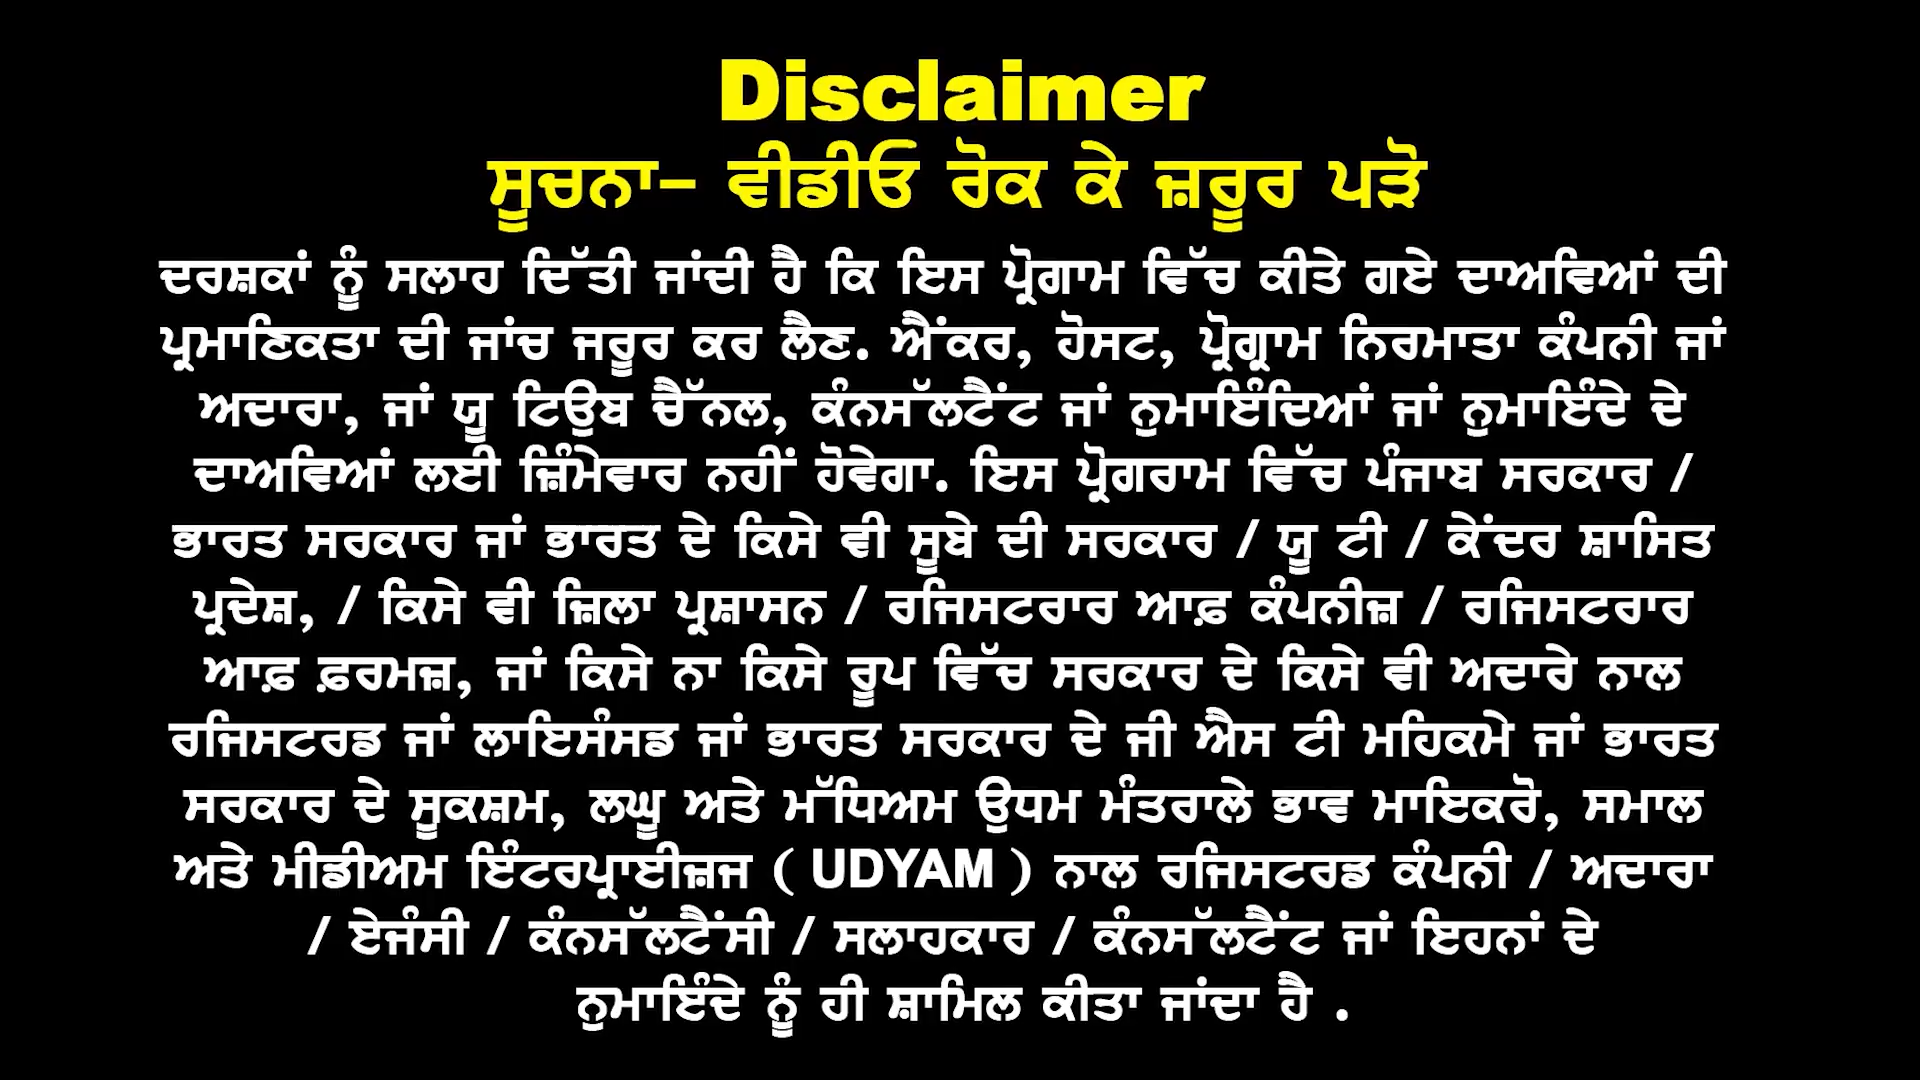 Disclaimer
ਸੂਚਨਾ- ਵੀਡੀਓ ਰੋਕ ਕੇ ਜ਼ਰੂਰ ਪੜੋ
ਦਰਸ਼ਕਾਂ ਨੂੰ ਸਲਾਹ ਦਿੱਤੀ ਜਾਂਦੀ ਹੈ ਕਿ ਇਸ ਪ੍ਰੋਗਾਮ ਵਿੱਚ ਕੀਤੇ ਗਏ ਦਾਅਵਿਆਂ ਦੀ
ਪ੍ਰਮਾਣਿਕਤਾ ਦੀ ਜਾਂਚ ਜਰੂਰ ਕਰ ਲੈਣ. ਐਂਕਰ, ਹੋਸਟ, ਪ੍ਰੋਗ੍ਰਾਮ ਨਿਰਮਾਤਾ ਕੰਪਨੀ ਜਾਂ
ਅਦਾਰਾ, ਜਾਂ ਯੂ ਟਿਊਬ ਚੈੱਨਲ, ਕੰਨਸੱਲਟੈਂਟ ਜਾਂ ਨੁਮਾਇੰਦਿਆਂ ਜਾਂ ਨੁਮਾਇੰਦੇ ਦੇ
ਦਾਅਵਿਆਂ ਲਈ ਜ਼ਿੰਮੇਵਾਰ ਨਹੀਂ ਹੋਵੇਗਾ. ਇਸ ਪ੍ਰੋਗਰਾਮ ਵਿੱਚ ਪੰਜਾਬ ਸਰਕਾਰ /
ਭਾਰਤ ਸਰਕਾਰ ਜਾਂ ਭਾਰਤ ਦੇ ਕਿਸੇ ਵੀ ਸੂਬੇ ਦੀ ਸਰਕਾਰ / ਯੂ ਟੀ / ਕੇਂਦਰ ਸ਼ਾਸਿਤ
ਪ੍ਰਦੇਸ਼, / ਕਿਸੇ ਵੀ ਜ਼ਿਲਾ ਪ੍ਰਸ਼ਾਸਨ / ਰਜਿਸਟਰਾਰ ਆਫ਼ ਕੰਪਨੀਜ਼ / ਰਜਿਸਟਰਾਰ
ਆਫ਼ ਫ਼ਰਮਜ਼, ਜਾਂ ਕਿਸੇ ਨਾ ਕਿਸੇ ਰੂਪ ਵਿੱਚ ਸਰਕਾਰ ਦੇ ਕਿਸੇ ਵੀ ਅਦਾਰੇ ਨਾਲ
ਰਜਿਸਟਰਡ ਜਾਂ ਲਾਇਸੰਸਡ ਜਾਂ ਭਾਰਤ ਸਰਕਾਰ ਦੇ ਜੀ ਐਸ ਟੀ ਮਹਿਕਮੇ ਜਾਂ ਭਾਰਤ
ਸਰਕਾਰ ਦੇ ਸੂਕਸ਼ਮ, ਲਘੂ ਅਤੇ ਮੱਧਿਅਮ ਉਧਮ ਮੰਤਰਾਲੇ ਭਾਵ ਮਾਇਕਰੋ, ਸਮਾਲ
ਅਤੇ ਮੀਡੀਅਮ ਇੰਟਰਪ੍ਰਾਈਜ਼ਜ ( UDYAM ) ਨਾਲ ਰਜਿਸਟਰਡ ਕੰਪਨੀ / ਅਦਾਰਾ
/ ਏਜੰਸੀ / ਕੰਨਸੱਲਟੈਂਸੀ / ਸਲਾਹਕਾਰ / ਕੰਨਸੱਲਟੈਂਟ ਜਾਂ ਇਹਨਾਂ ਦੇ
ਨੁਮਾਇੰਦੇ ਨੂੰ ਹੀ ਸ਼ਾਮਿਲ ਕੀਤਾ ਜਾਂਦਾ ਹੈ .